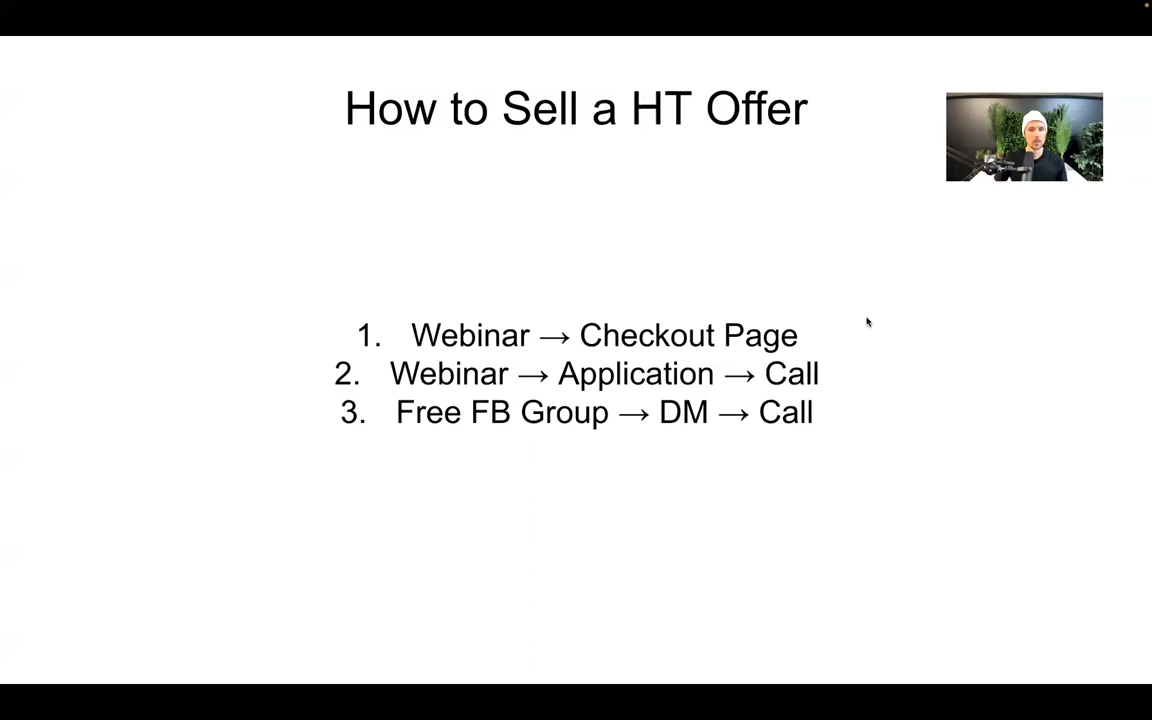 How to Sell a HT Offer
1. Webinar → Checkout Page
2. Webinar → Application → Call
3. Free FB Group → DM → Call